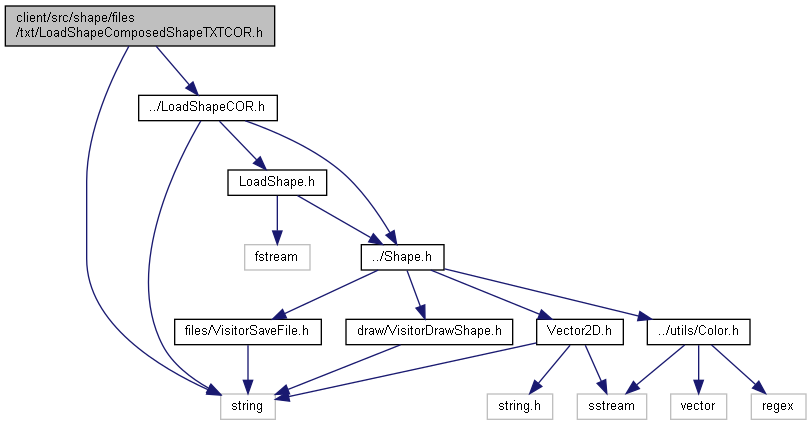 client/src/shape/files
/txt/LoadShapeComposedShapeTXTCOR.h
../LoadShapeCOR.h
LoadShape.h
fstream
../Shape.h
files/VisitorSaveFile.h
draw/VisitorDrawShape.h
Vector2D.h
../utils/Color.h
string
string.h
sstream
vector
regex